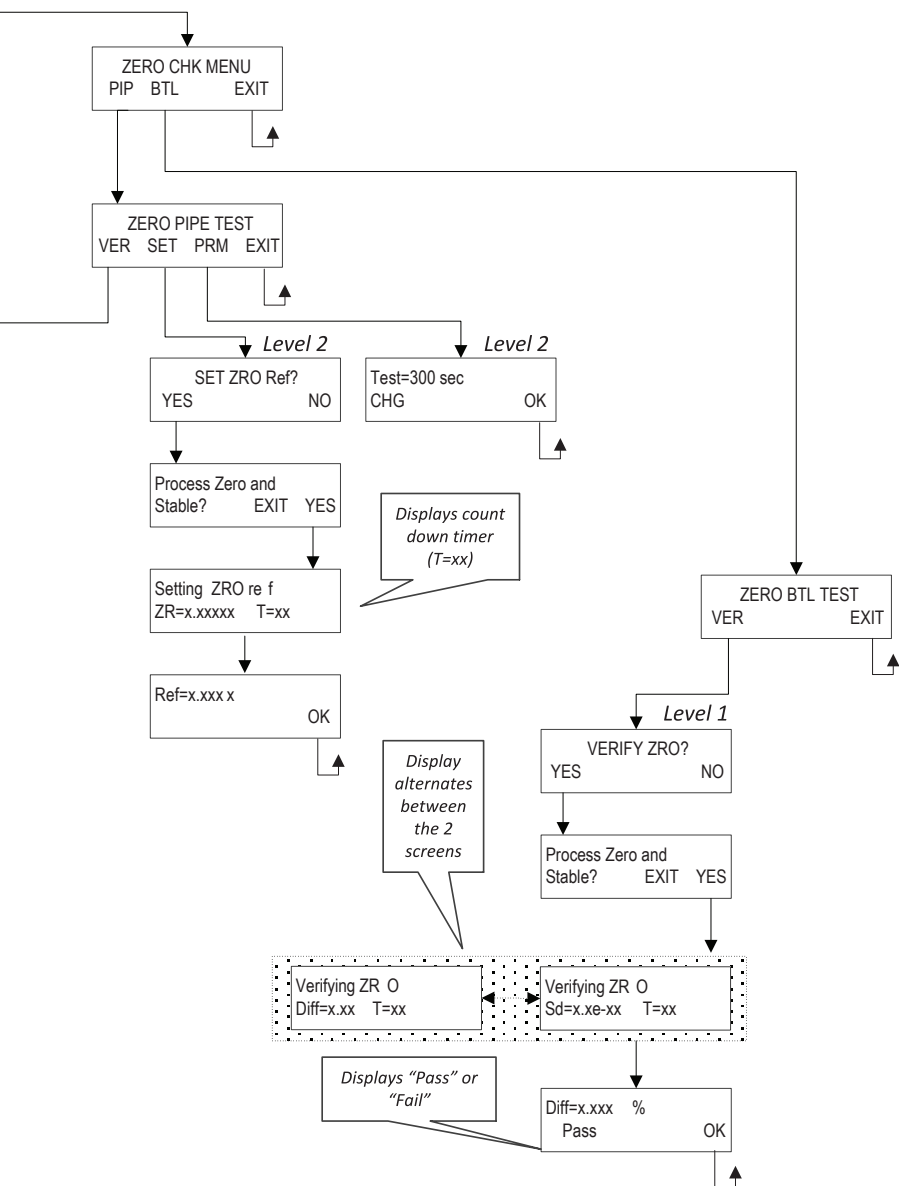 ZERO CHK MENU
PIP BTL EXIT
ZERO PIPE TEST
VER SET PRM EXIT
Level 2
SET ZRO Ref?
YES NO
Level 2
Test=300 sec
CHG OK
Process Zero and
Stable? EXIT YES
Displays count
down timer
(T=xx)
Setting ZRO re f
ZR=x.xxxxx T=xx
Ref=x.xxx x
OK
ZERO BTL TEST
VER EXIT
Level 1
VERIFY ZRO?
YES NO
Process Zero and
Stable? EXIT YES
Display
alternates
between
the 2
screens
Verifying ZR O
Diff=x.xx T=xx
Verifying ZR O
Sd=x.xe-xx T=xx
Displays “Pass” or
“Fail”
Diff=x.xxx %
Pass OK